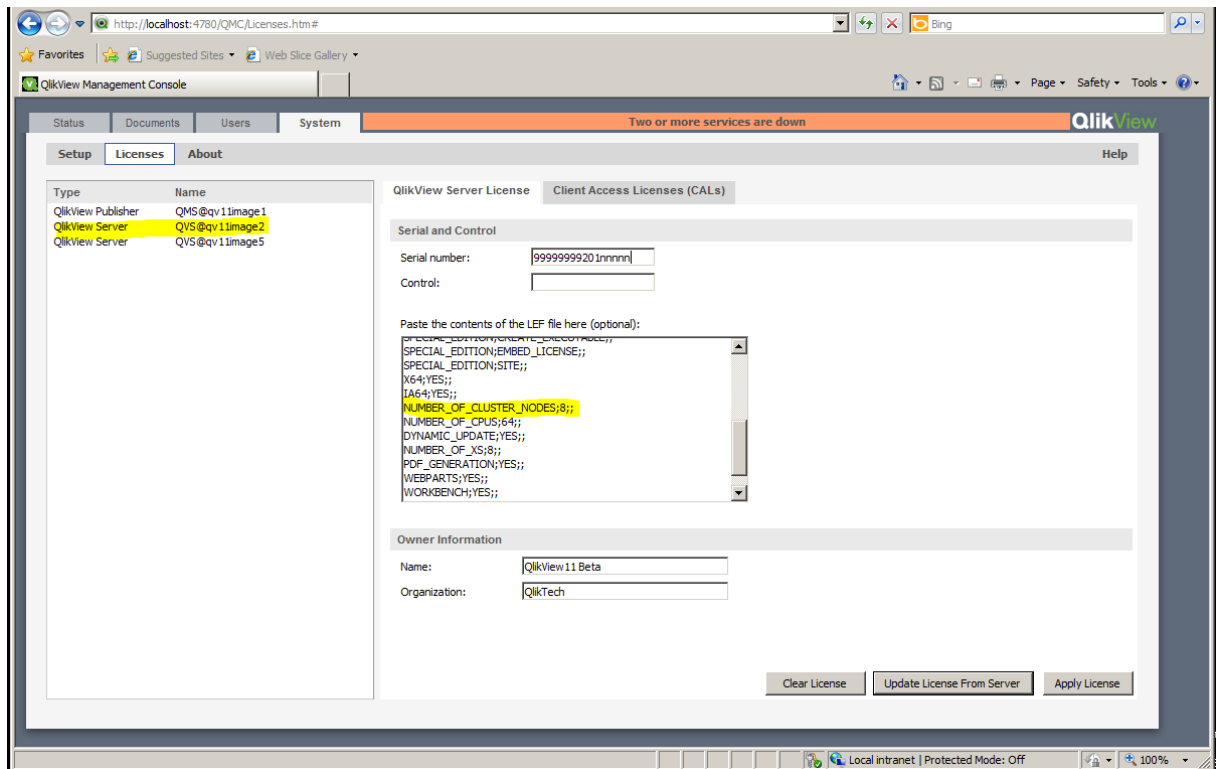 http://localhost:4780/QMC/Licenses.htm#
Bing
Favorites
Suggested Sites
Web Slice Gallery
QlikView Management Console
Page
Safety
Tools
Status
Documents
Users
System
Two or more services are down
QlikView
Setup
Licenses
About
Help
Type Name
QlikView Publisher QMS@qv11image1
QlikView Server QVS@qv11image2
QlikView Server QVS@qv11image5
QlikView Server License
Client Access Licenses (CALs)
Serial and Control
Serial number: 99999999201nnnnn
Control:
Paste the contents of the LEF file here (optional):
SPECIAL_EDITION;CREATE_EXECUTABLE;;
SPECIAL_EDITION;EMBED_LICENSE;;
SPECIAL_EDITION;SITE;;
X64;YES;;
IA64;YES;;
NUMBER_OF_CLUSTER_NODES;8;;
NUMBER_OF_CPUS;64;;
DYNAMIC_UPDATE;YES;;
NUMBER_OF_XS;8;;
PDF_GENERATION;YES;;
WEBPARTS;YES;;
WORKBENCH;YES;;
Owner Information
Name: QlikView11 Beta
Organization: QlikTech
Clear License
Update License From Server
Apply License
Local intranet | Protected Mode: Off
100%